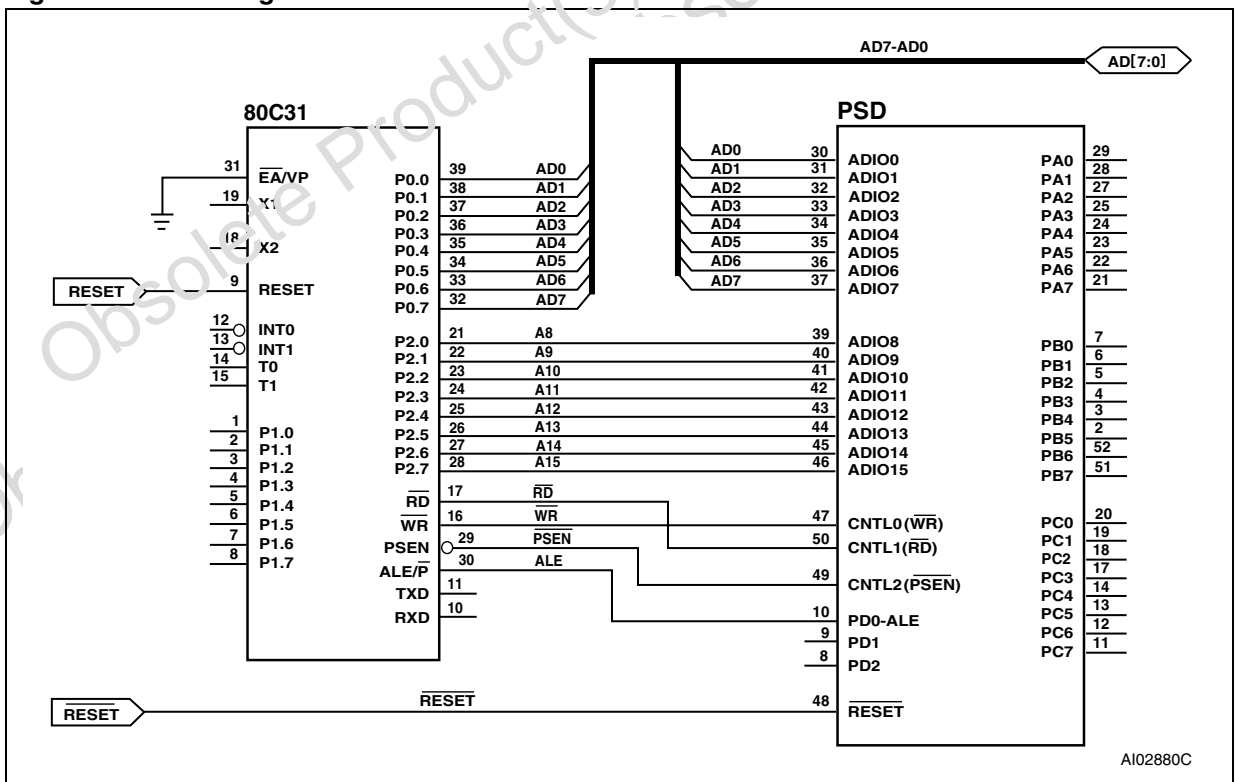 Obsolete Product(s)
AD7-AD0
AD[7:0]
80C31
PSD
31 EA/VP
19 X1
18 X2
RESET 9 RESET
12 INT0
13 INT1
14 T0
15 T1
1 P1.0
2 P1.1
3 P1.2
4 P1.3
5 P1.4
6 P1.5
7 P1.6
8 P1.7
P0.0 39 AD0
P0.1 38 AD1
P0.2 37 AD2
P0.3 36 AD3
P0.4 35 AD4
P0.5 34 AD5
P0.6 33 AD6
P0.7 32 AD7
P2.0 21 A8
P2.1 22 A9
P2.2 23 A10
P2.3 24 A11
P2.4 25 A12
P2.5 26 A13
P2.6 27 A14
P2.7 28 A15
RD 17 RD
WR 16 WR
PSEN 29 PSEN
ALE/P 30 ALE
TXD 11
RXD 10
AD0 30 ADIO0
AD1 31 ADIO1
AD2 32 ADIO2
AD3 33 ADIO3
AD4 34 ADIO4
AD5 35 ADIO5
AD6 36 ADIO6
AD7 37 ADIO7
39 ADIO8
40 ADIO9
41 ADIO10
42 ADIO11
43 ADIO12
44 ADIO13
45 ADIO14
46 ADIO15
47 CNTL0(WR)
50 CNTL1(RD)
49 CNTL2(PSEN)
10 PD0-ALE
9 PD1
8 PD2
48 RESET
PA0 29
PA1 28
PA2 27
PA3 25
PA4 24
PA5 23
PA6 22
PA7 21
PB0 7
PB1 6
PB2 5
PB3 4
PB4 3
PB5 2
PB6 52
PB7 51
PC0 20
PC1 19
PC2 18
PC3 17
PC4 14
PC5 13
PC6 12
PC7 11
RESET RESET
AI02880C